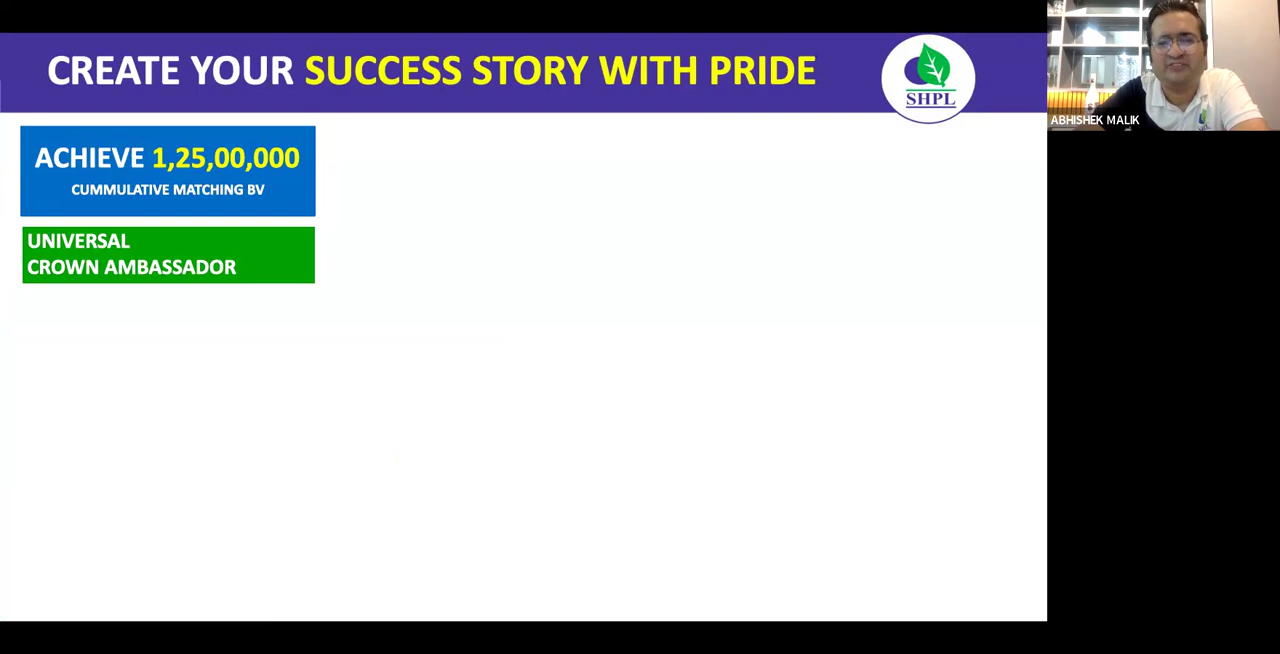 CREATE YOUR SUCCESS STORY WITH PRIDE
SHPL
ABHISHEK MALIK
ACHIEVE 1,25,00,000
CUMMULATIVE MATCHING BV
UNIVERSAL
CROWN AMBASSADOR